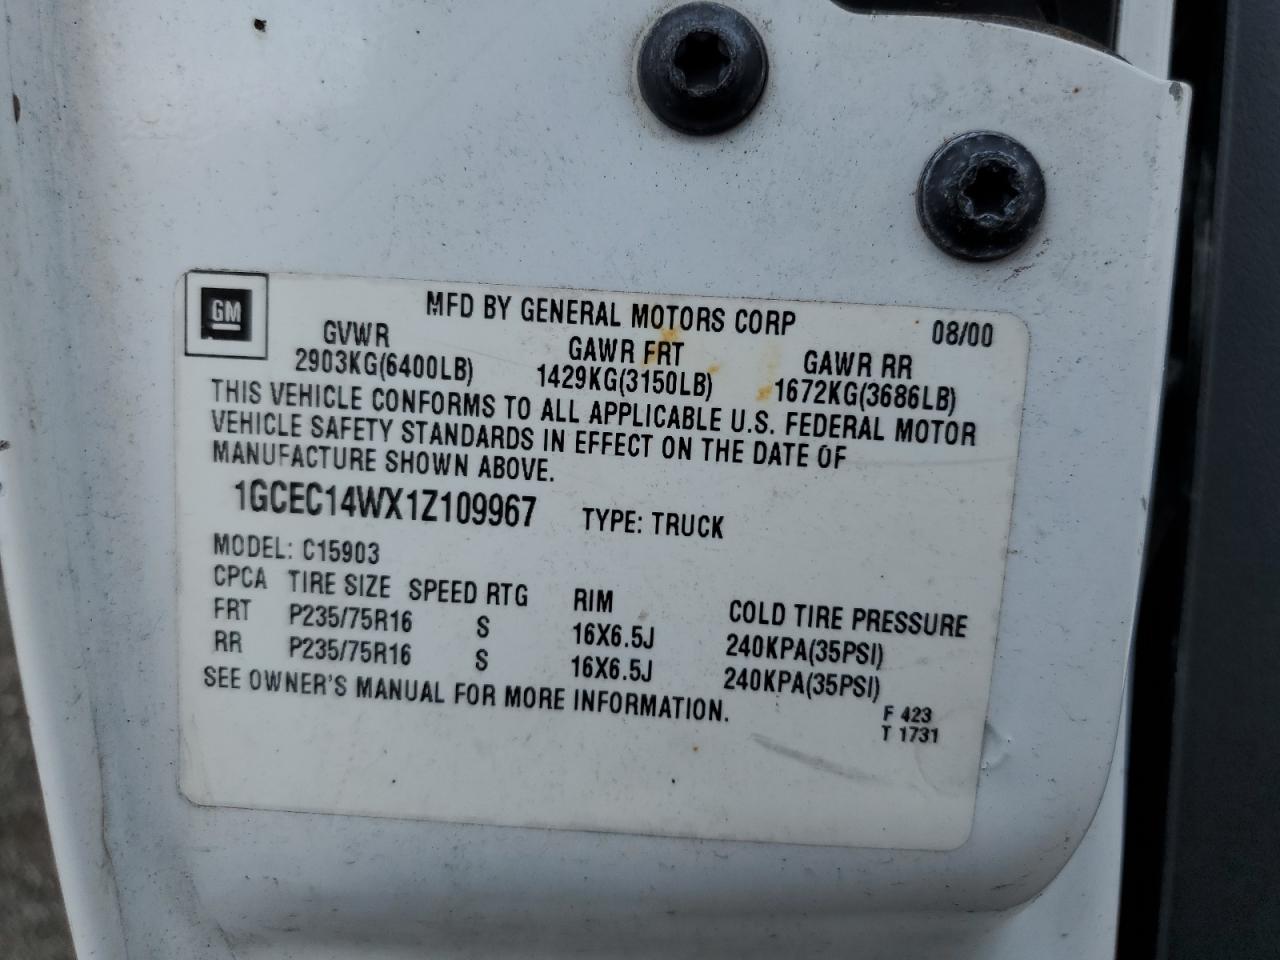 GM
MFD BY GENERAL MOTORS CORP 08/00
GVWR GAWR FRT GAWR RR
2903KG(6400LB) 1429KG(3150LB) 1672KG(3686LB)
THIS VEHICLE CONFORMS TO ALL APPLICABLE U.S. FEDERAL MOTOR
VEHICLE SAFETY STANDARDS IN EFFECT ON THE DATE OF
MANUFACTURE SHOWN ABOVE.
1GCEC14WX1Z109967 TYPE: TRUCK
MODEL: C15903
CPCA TIRE SIZE SPEED RTG RIM COLD TIRE PRESSURE
FRT P235/75R16 S 16X6.5J 240KPA(35PSI)
RR P235/75R16 S 16X6.5J 240KPA(35PSI)
SEE OWNER'S MANUAL FOR MORE INFORMATION.
F 423
T 1731